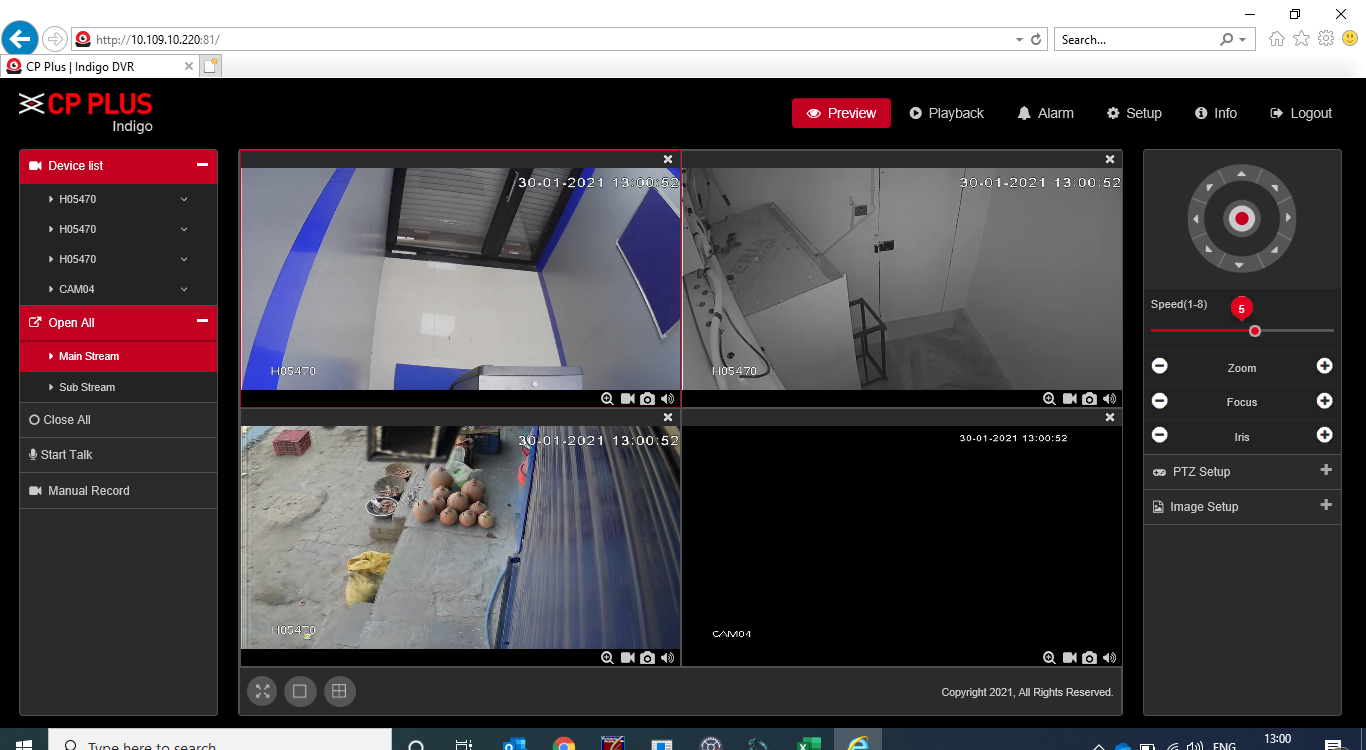 http://10.109.10.220:81/
Search...
CP Plus | Indigo DVR
CP PLUS
Indigo
Preview
Playback
Alarm
Setup
Info
Logout
Device list
H05470
H05470
H05470
CAM04
Open All
Main Stream
Sub Stream
Close All
Start Talk
Manual Record
30-01-2021 13:00:52
H05470
30-01-2021 13:00:52
H05470
30-01-2021 13:00:52
H05470
30-01-2021 13:00:52
CAM04
Copyright 2021, All Rights Reserved.
Speed(1-8)
5
Zoom
Focus
Iris
PTZ Setup
Image Setup
Type here to search
ENG
13:00